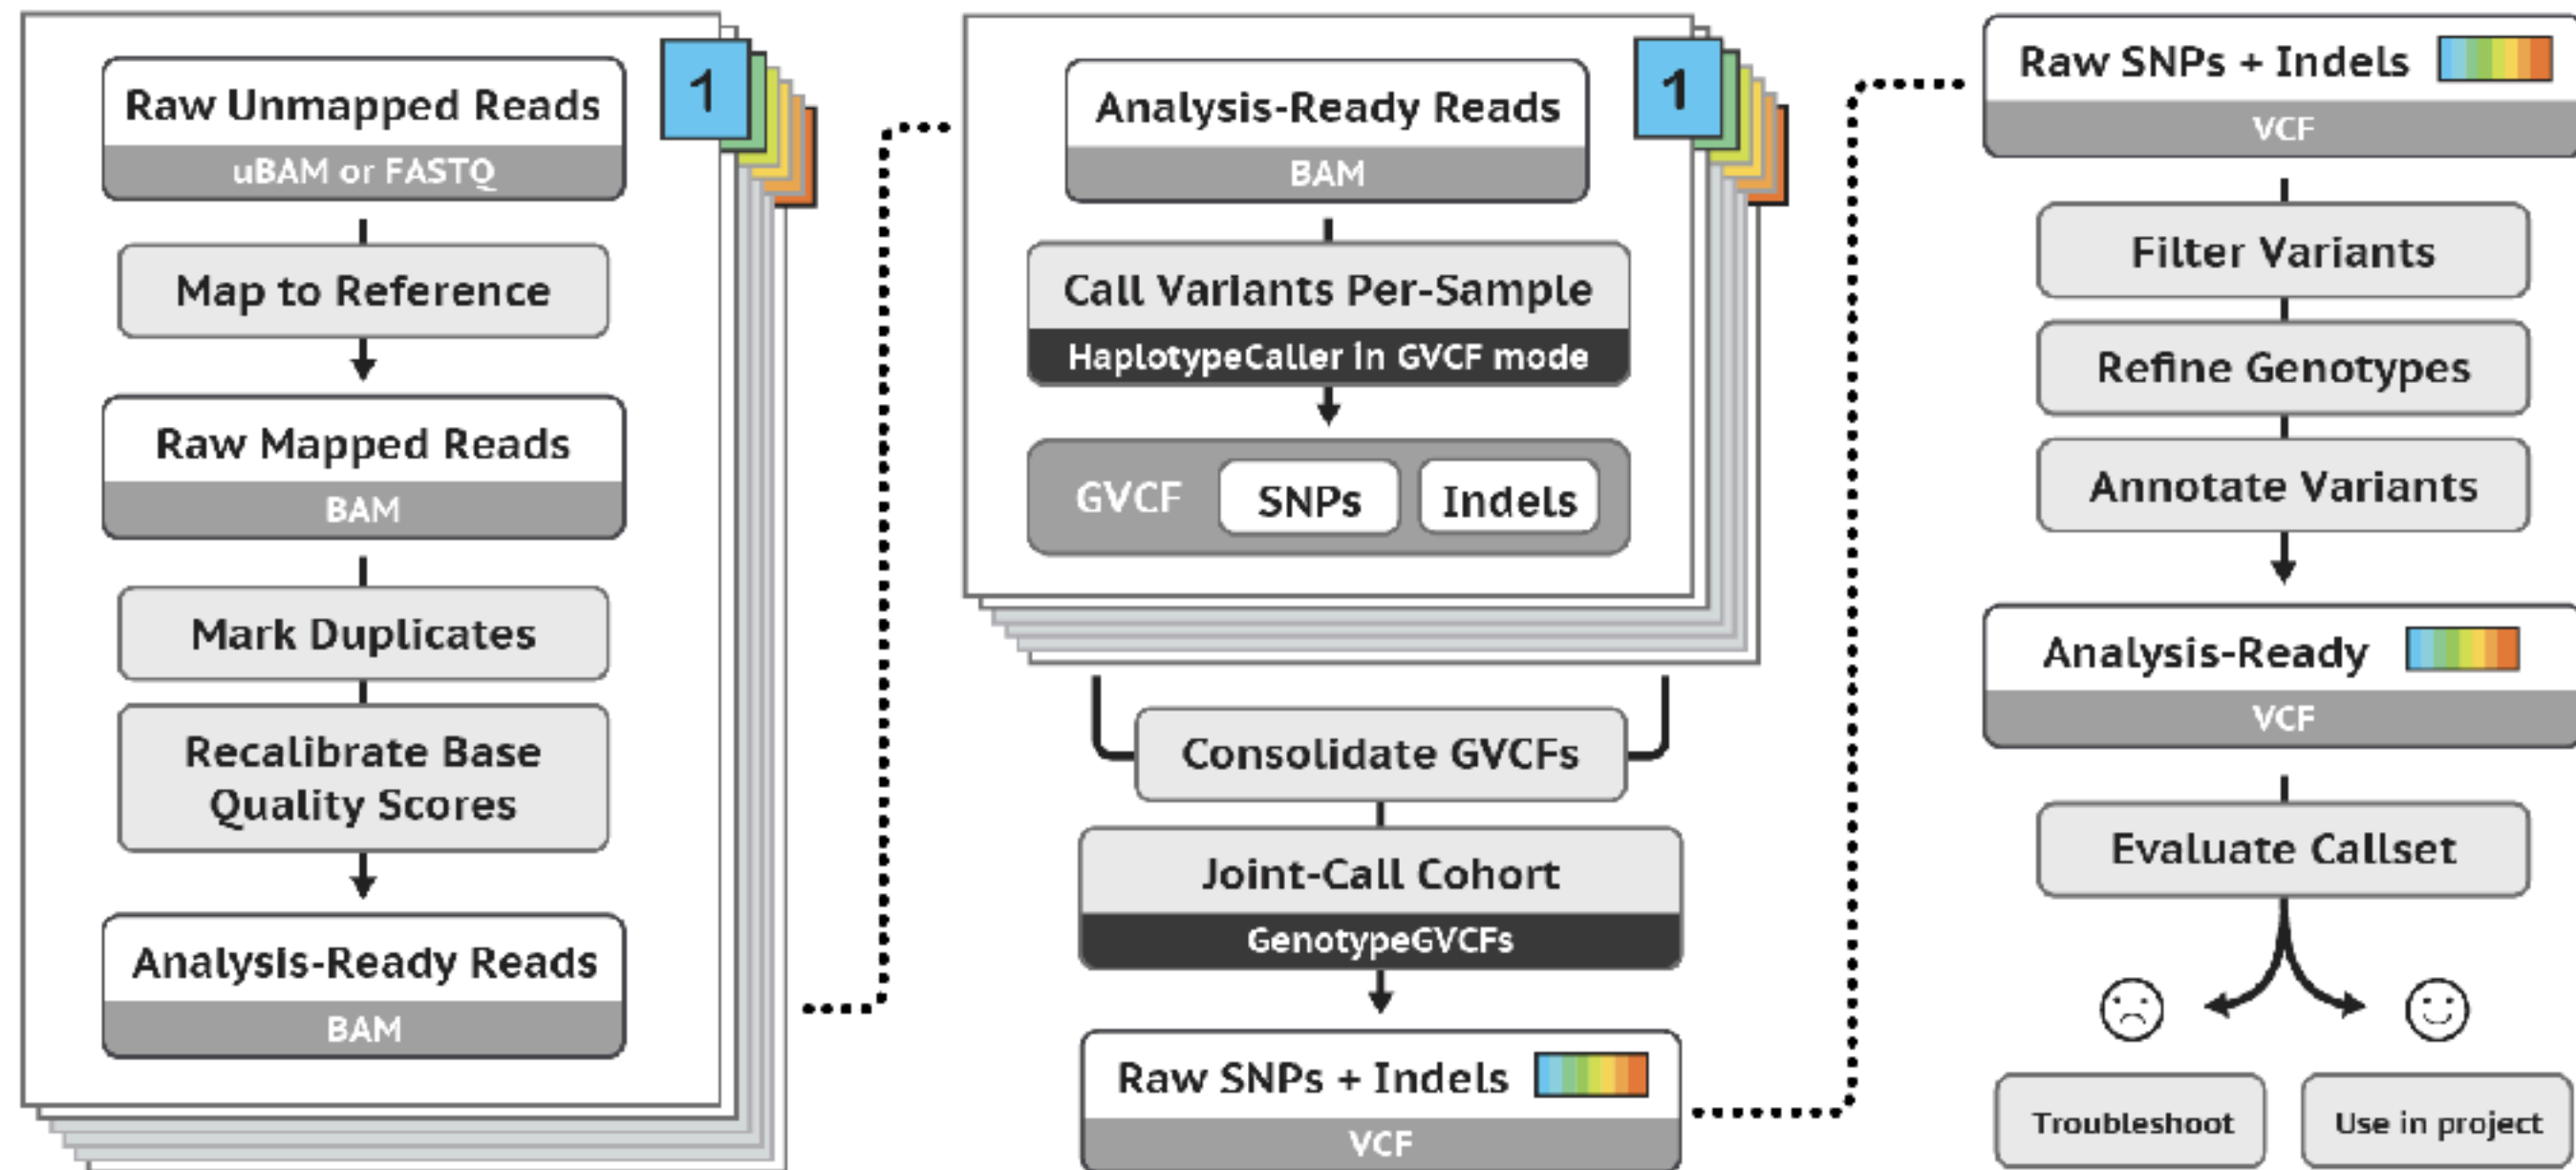 1
Raw Unmapped Reads
uBAM or FASTQ
Map to Reference
Raw Mapped Reads
BAM
Mark Duplicates
Recalibrate Base
Quality Scores
Analysis-Ready Reads
BAM
1
Analysis-Ready Reads
BAM
Call Variants Per-Sample
HaplotypeCaller in GVCF mode
GVCF SNPs Indels
Consolidate GVCFs
Joint-Call Cohort
GenotypeGVCFs
Raw SNPs + Indels
VCF
Raw SNPs + Indels
VCF
Filter Variants
Refine Genotypes
Annotate Variants
Analysis-Ready
VCF
Evaluate Callset
Troubleshoot
Use in project